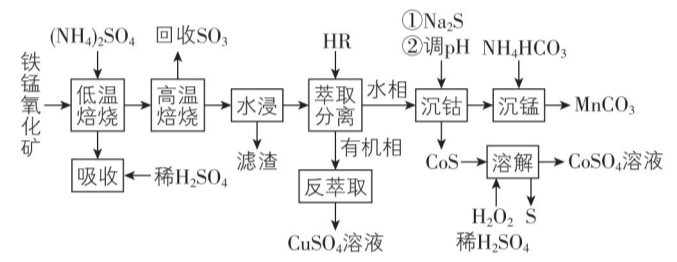 ①Na₂S
(NH₄)₂SO₄ 回收SO₃ HR ②调pH NH₄HCO₃
铁锰氧化矿
低温焙烧
高温焙烧
水浸
萃取分离
水相
沉钴
沉锰
MnCO₃
有机相
吸收
稀H₂SO₄
滤渣
反萃取
CoS
溶解
CoSO₄溶液
CuSO₄溶液
H₂O₂ S
稀H₂SO₄